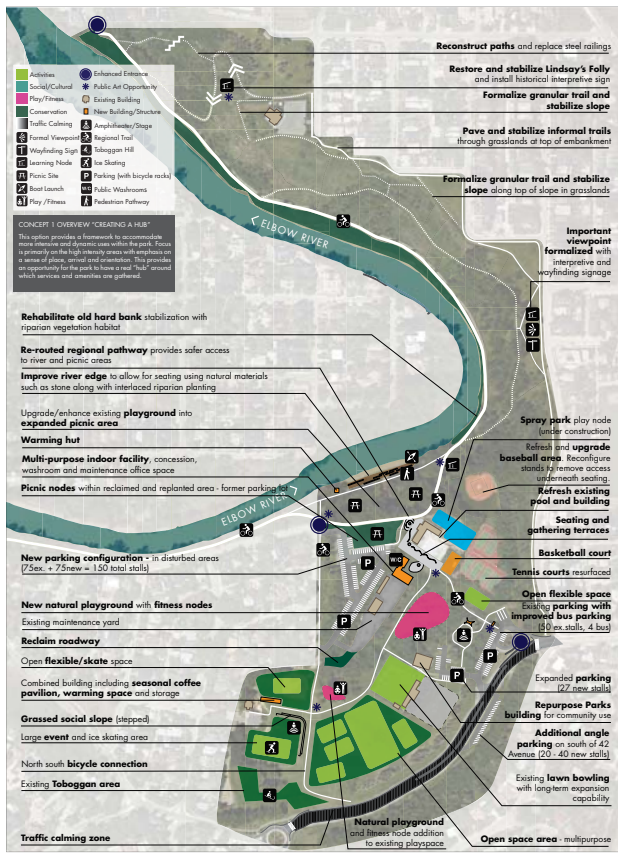 Reconstruct paths and replace steel railings
Restore and stabilize Lindsay's Folly
and install historical interpretive sign
Formalize granular trail and
stabilize slope
Pave and stabilize informal trails
through grasslands at top of embankment
Formalize granular trail and stabilize
slope along top of slope in grasslands
Important
viewpoint
formalized with
interpretive and
wayfinding signage
Activities
Social/Cultural
Play/Fitness
Conservation
Traffic Calming
Formal Viewpoint
Wayfinding Sign
Learning Node
Picnic Site
Boat Launch
Play /Fitness
Enhanced Entrance
Public Art Opportunity
Existing Building
New Building/Structure
Amphitheater/Stage
Regional Trail
Taboggan Hill
Ice Skating
P Parking (with bicycle racks)
W/C Public Washrooms
Pedestrian Pathway
CONCEPT 1 OVERVIEW "CREATING A HUB"
This option provides a framework to accommodate
more intensive and dynamic uses within the park. Focus
is primarily on the high intensity areas with emphasis on
a sense of place, arrival and orientation. This provides
an opportunity for the park to have a real "hub" around
which services and amenities are gathered.
< ELBOW RIVER
Rehabilitate old hard bank stabilization with
riparian vegetation habitat
Re-routed regional pathway provides safer access
to river and picnic areas
Improve river edge to allow for seating using natural materials
such as stone along with interlaced riparian planting
Upgrade/enhance existing playground into
expanded picnic area
Warming hut
Multi-purpose indoor facility, concession,
washroom and maintenance office space
Picnic nodes within reclaimed and replanted area - former parking lot
ELBOW RIVER >
New parking configuration - in disturbed areas
(75ex. + 75new = 150 total stalls)
New natural playground with fitness nodes
Existing maintenance yard
Reclaim roadway
Open flexible/skate space
Combined building including seasonal coffee
pavilion, warming space and storage
Grassed social slope (stepped)
Large event and ice skating area
North south bicycle connection
Existing Toboggan area
Traffic calming zone
Spray park play node
(under construction)
Refresh and upgrade
baseball area. Reconfigure
stands to remove access
underneath seating.
Refresh existing
pool and building
Seating and
gathering terraces
Basketball court
Tennis courts resurfaced
Open flexible space
Existing parking with
improved bus parking
(50 ex.stalls, 4 bus)
Expanded parking
(27 new stalls)
Repurpose Parks
building for community use
Additional angle
parking on south of 42
Avenue (20 - 40 new stalls)
Existing lawn bowling
with long-term expansion
capability
Open space area - multipurpose
Natural playground
and fitness node addition
to existing playspace
W/C
P
P
P
P
P